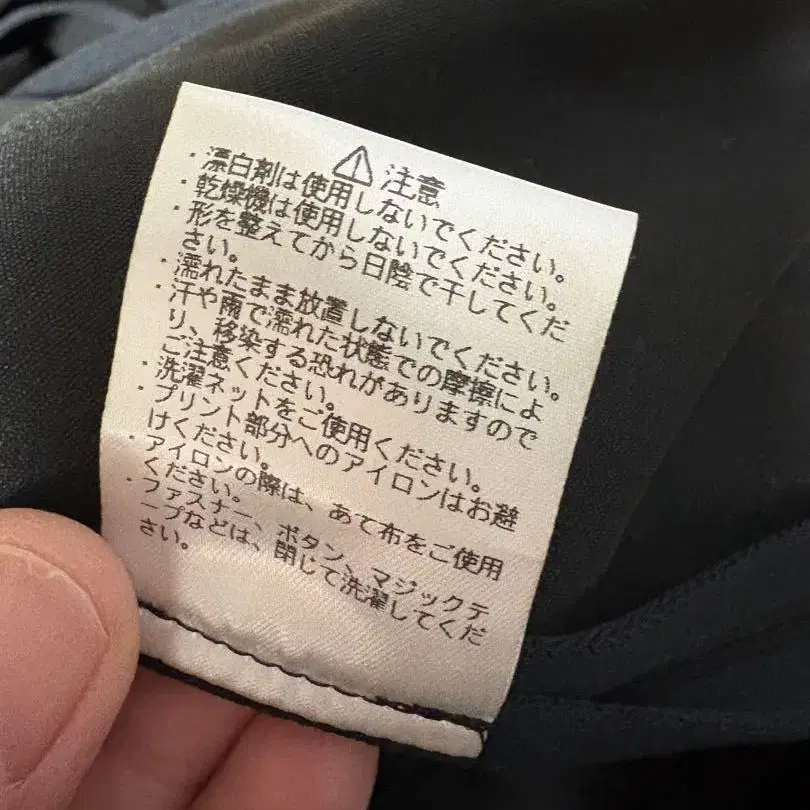 ⚠ 注意
・漂白剤は使用しないでください。
・乾燥機は使用しないでください。
・形を整えてから日陰で干してくだ
さい。
・濡れたまま放置しないでください。
・汗や雨で濡れた状態での摩擦によ
り、移染する恐れがありますので
ご注意ください。
・洗濯ネットをご使用ください。
・プリント部分へのアイロンはお避
けください。
・アイロンの際は、あて布をご使用
ください。
・ファスナー、ボタン、マジックテ
ープなどは、閉じて洗濯してくだ
さい。